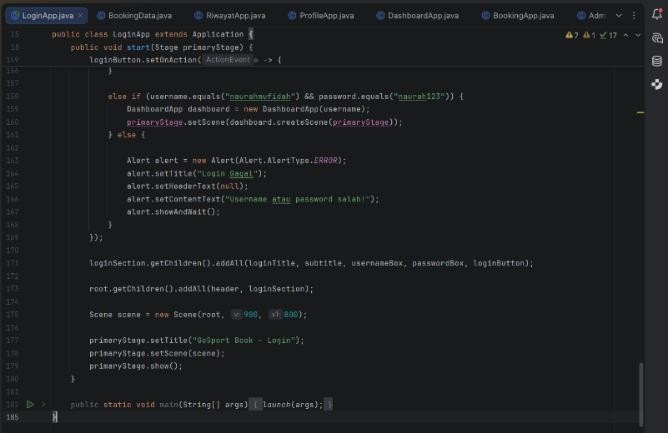 LoginApp.java × BookingData.java RiwayatApp.java ProfileApp.java DashboardApp.java BookingApp.java
15 public class LoginApp extends Application {
18 public void start(Stage primaryStage) {
149 loginButton.setOnAction( ActionEvent e -> {
156 }
157
158 else if (username.equals("naurahmufidah") && password.equals("naurah123")) {
159 DashboardApp dashboard = new DashboardApp(username);
160 primaryStage.setScene(dashboard.createScene(primaryStage));
161 } else {
162
163 Alert alert = new Alert(Alert.AlertType.ERROR);
164 alert.setTitle("Login Gagal");
165 alert.setHeaderText(null);
166 alert.setContentText("Username atau password salah!");
167 alert.showAndWait();
168 }
169 });
170
171 loginSection.getChildren().addAll(loginTitle, subtitle, usernameBox, passwordBox, loginButton);
172
173 root.getChildren().addAll(header, loginSection);
174
175 Scene scene = new Scene(root, v: 900, v1: 800);
176
177 primaryStage.setTitle("GoSport Book - Login");
178 primaryStage.setScene(scene);
179 primaryStage.show();
180 }
181
182 public static void main(String[] args) { launch(args); }
185 }
7 1 17